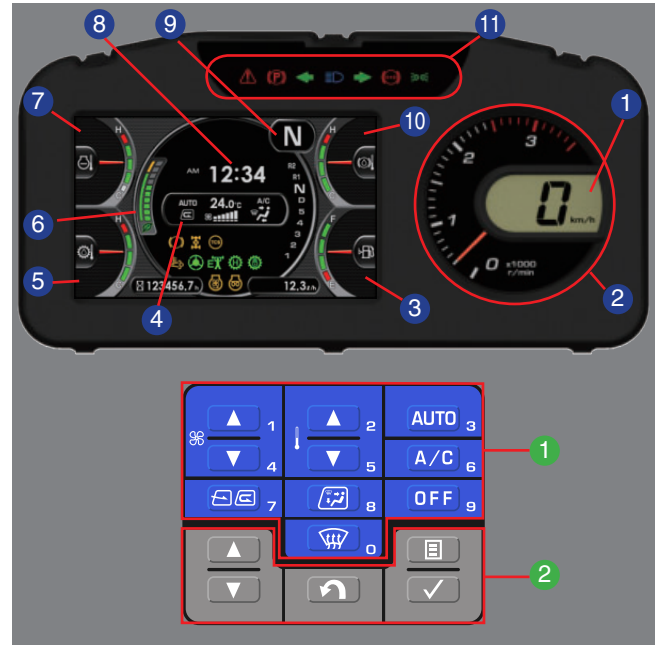 8
9
11
7
1
(P)
10
H
H
N
AM 12:34
R2
R1
N
D
5
4
3
2
1
AUTO
24.0°C
A/C
6
C
C
H
F
5
C
E
4
3
123456.7h
12.3ℓ/h
0
1
2
3
x1000
r/min
0
km/h
2
1
2
AUTO 3
4
5
A/C 6
7
8
OFF 9
0
1
2